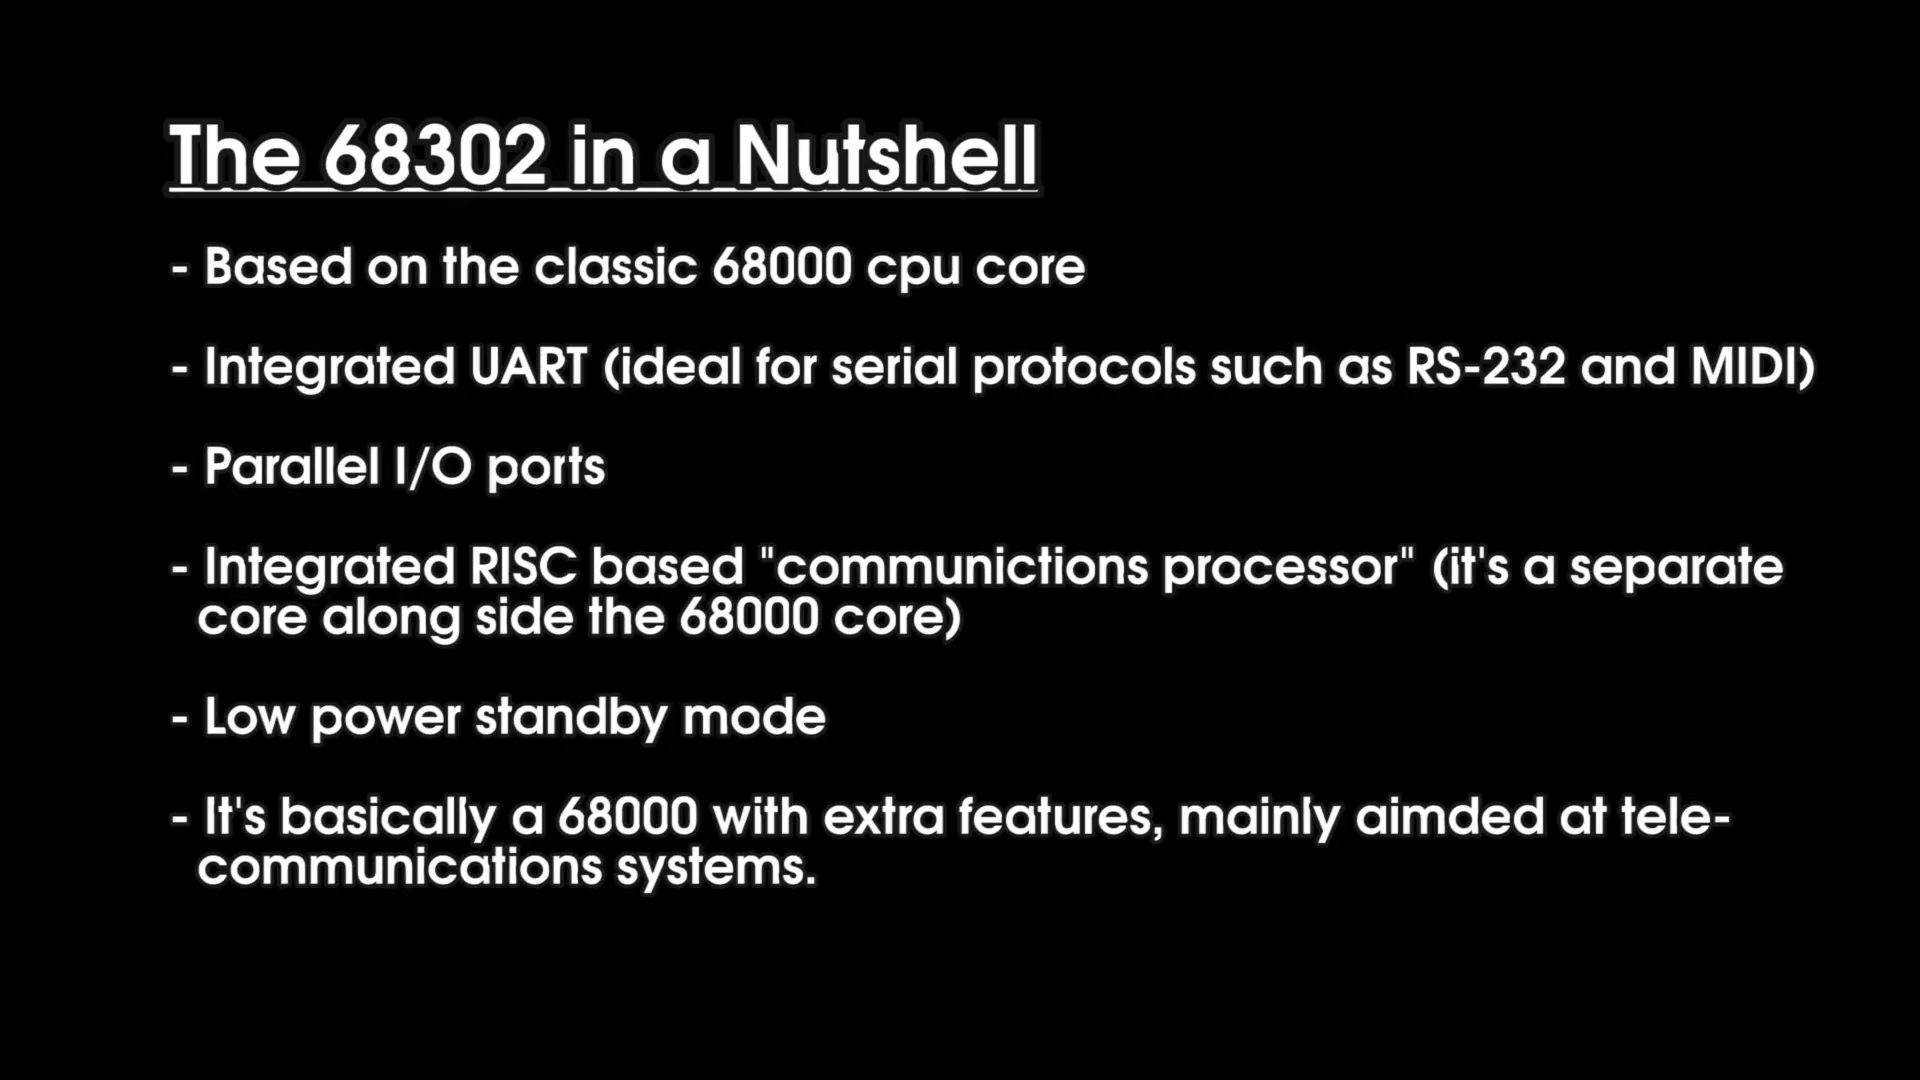 The 68302 in a Nutshell
- Based on the classic 68000 cpu core
- Integrated UART (ideal for serial protocols such as RS-232 and MIDI)
- Parallel I/O ports
- Integrated RISC based "communictions processor" (it's a separate
core along side the 68000 core)
- Low power standby mode
- It's basically a 68000 with extra features, mainly aimded at tele-
communications systems.